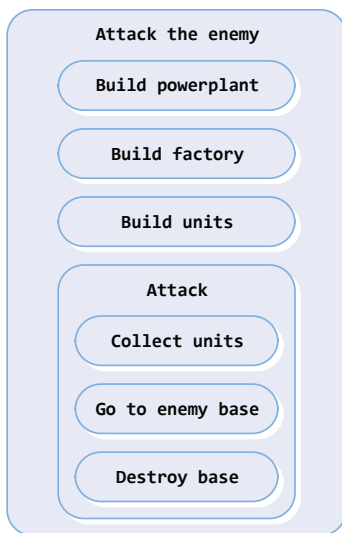 Attack the enemy
Build powerplant
Build factory
Build units
Attack
Collect units
Go to enemy base
Destroy base